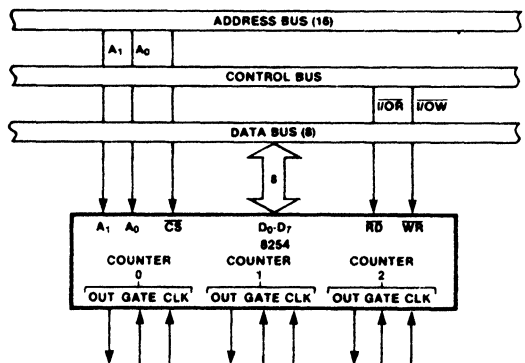 ADDRESS BUS (16)
A1 A0
CONTROL BUS
I/OR I/OW
DATA BUS (8)
8
A1 A0 CS D0-D7 RD WR
8254
COUNTER COUNTER COUNTER
0 1 2
OUT GATE CLK OUT GATE CLK OUT GATE CLK